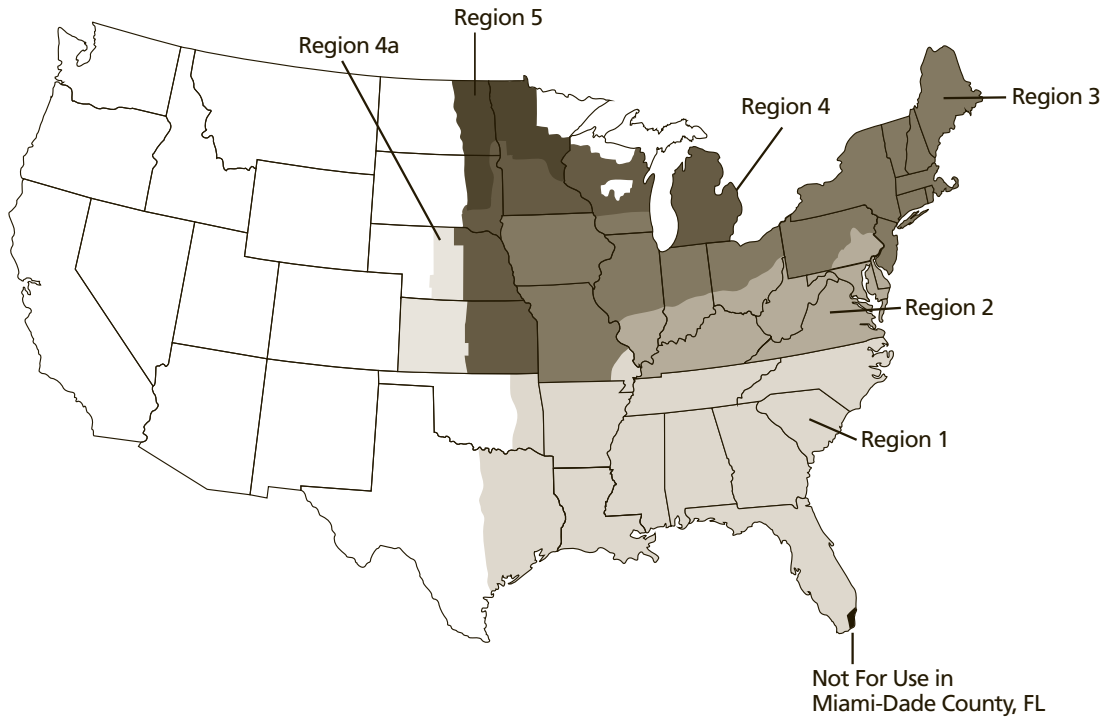 Region 5
Region 4a
Region 3
Region 4
Region 2
Region 1
Not For Use in
Miami-Dade County, FL